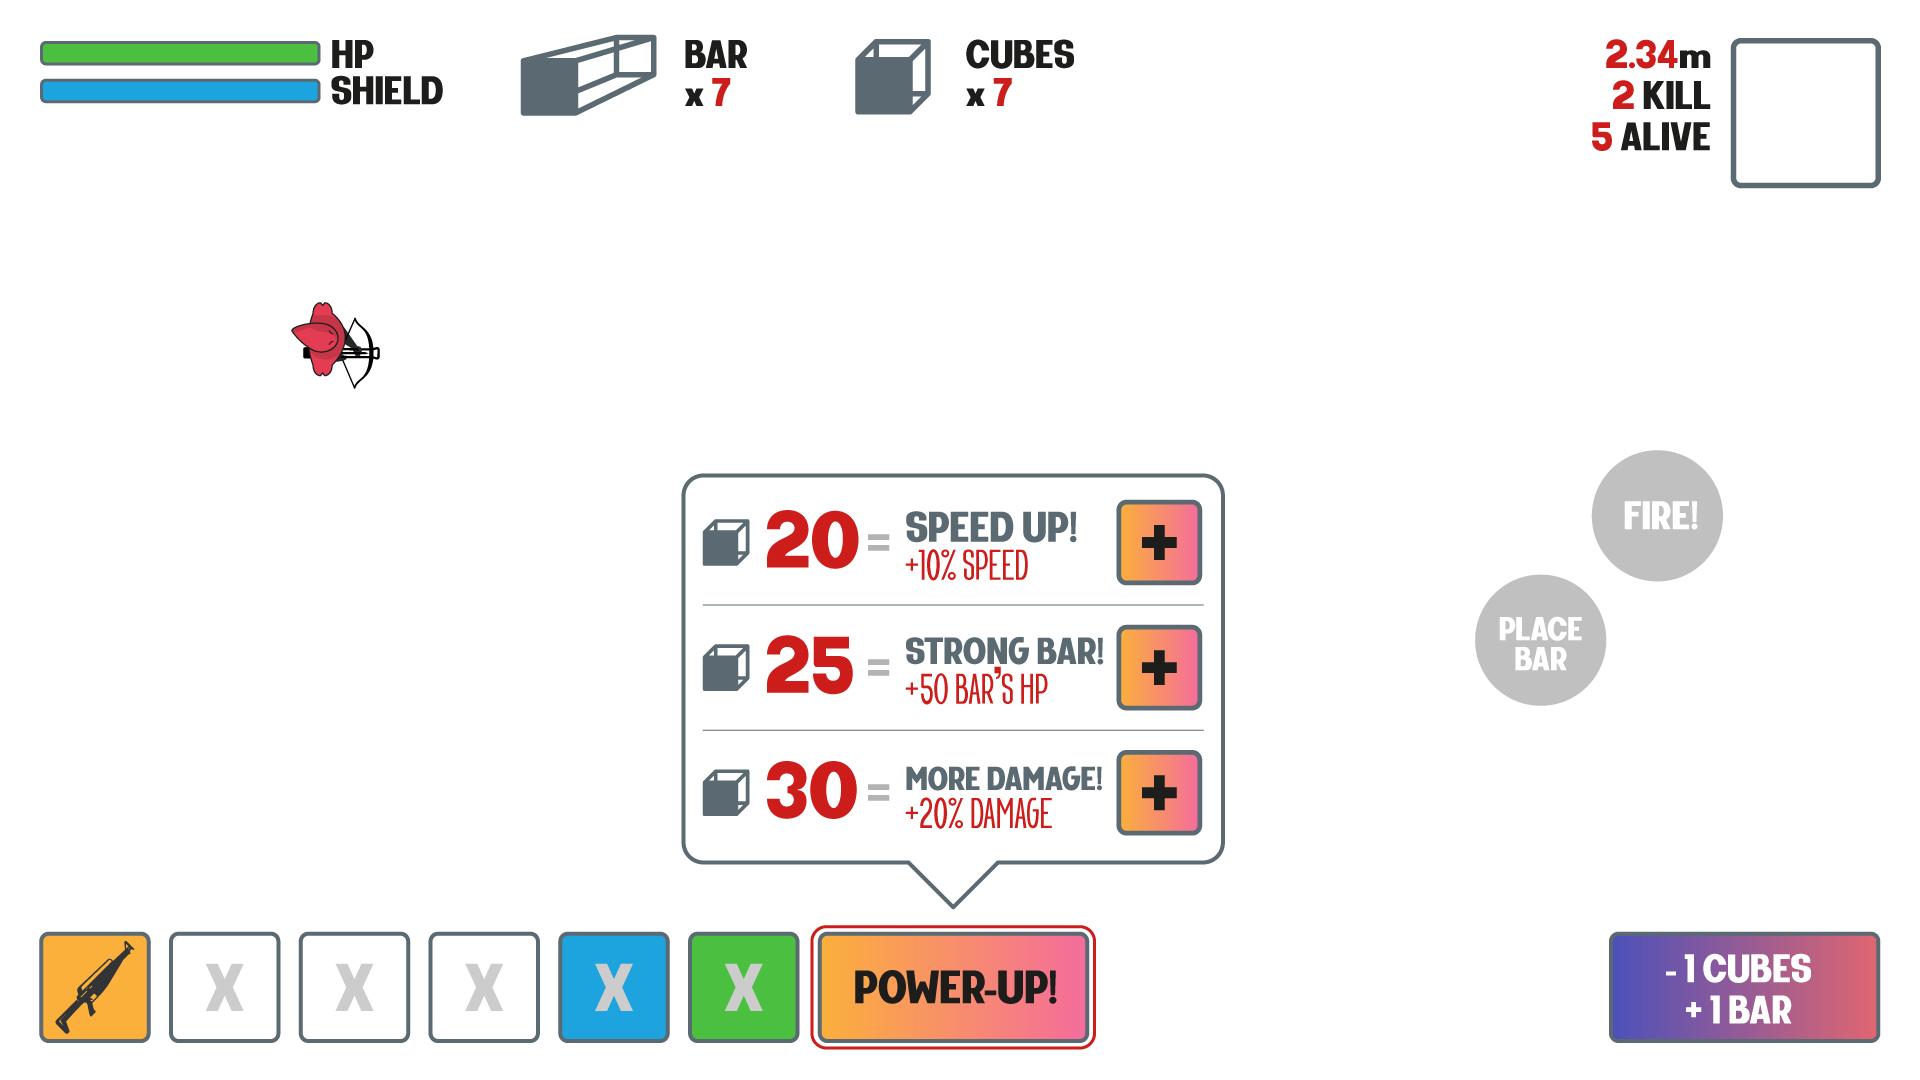 HP
SHIELD
BAR
x 7
CUBES
x 7
2.34m
2 KILL
5 ALIVE
20 = SPEED UP!
+10% SPEED
+
25 = STRONG BAR!
+50 BAR'S HP
+
30 = MORE DAMAGE!
+20% DAMAGE
+
FIRE!
PLACE
BAR
X
X
X
X
X
POWER-UP!
- 1 CUBES
+ 1 BAR